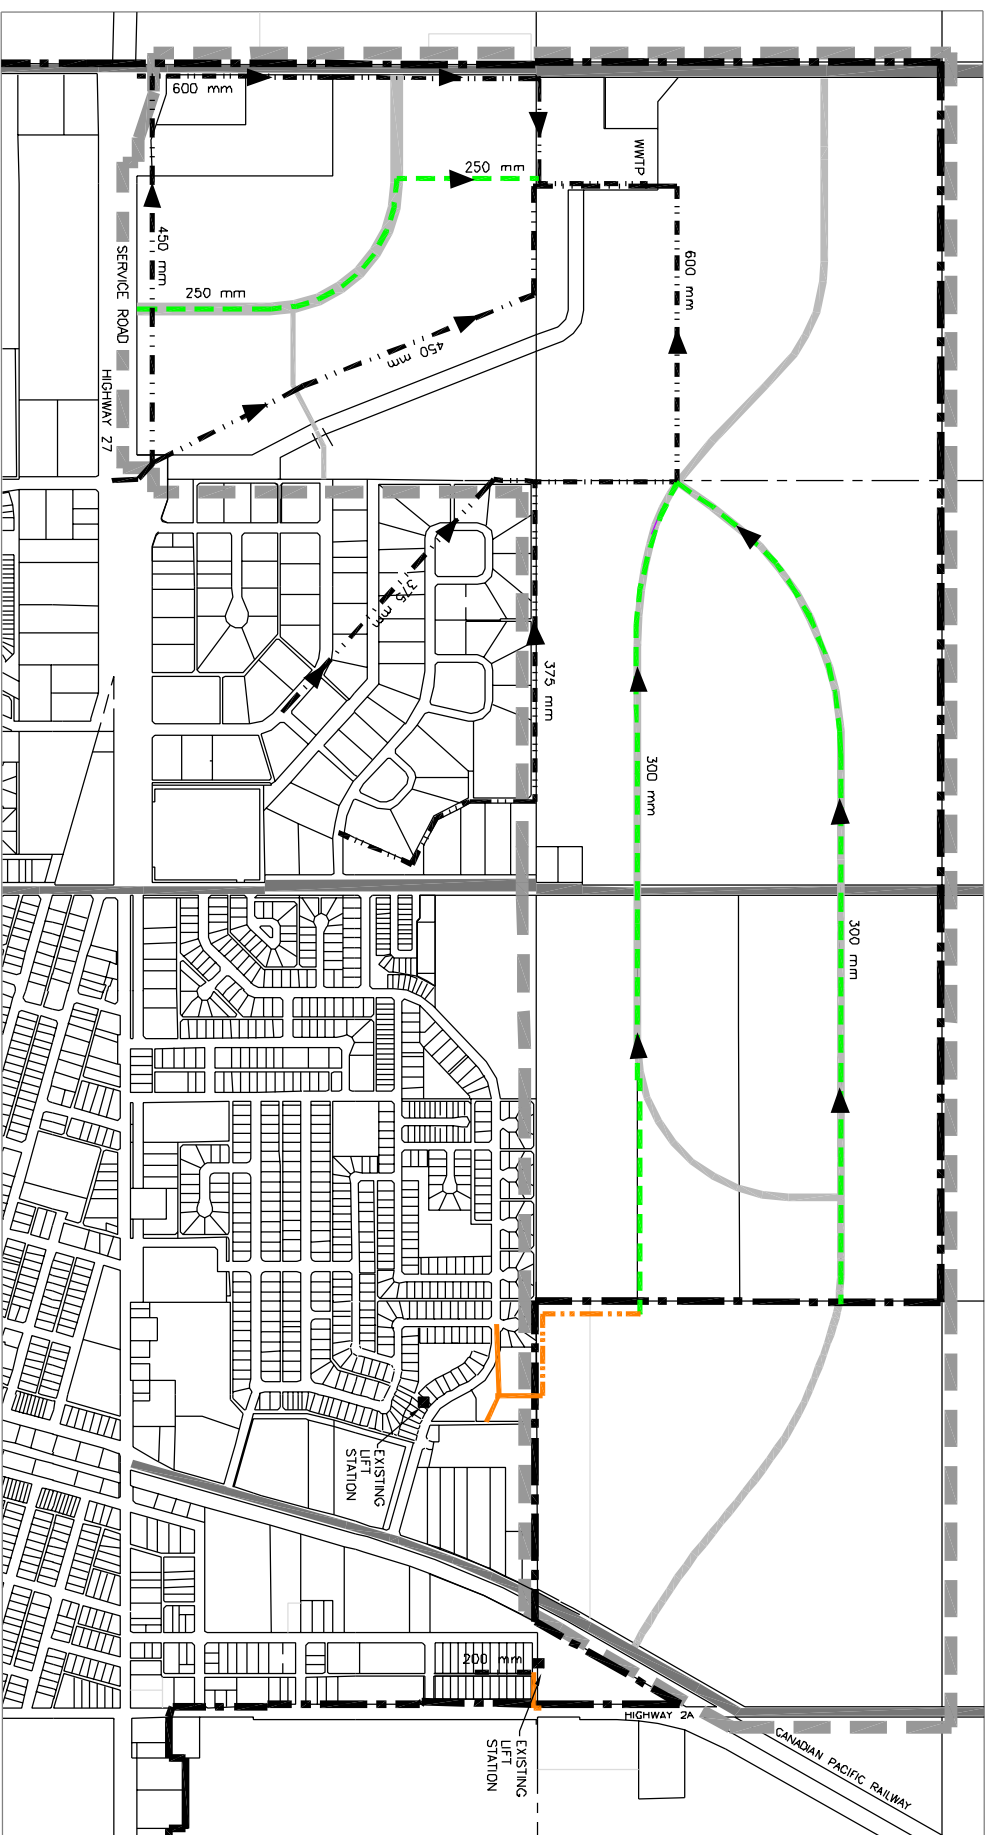 600 mm
WWTP
250 mm
450 mm
SERVICE ROAD
250 mm
600 mm
450 mm
HIGHWAY 27
375 mm
375 mm
300 mm
300 mm
EXISTING
LIFT
STATION
200 mm
HIGHWAY 2A
EXISTING
LIFT
STATION
CANADIAN PACIFIC RAILWAY